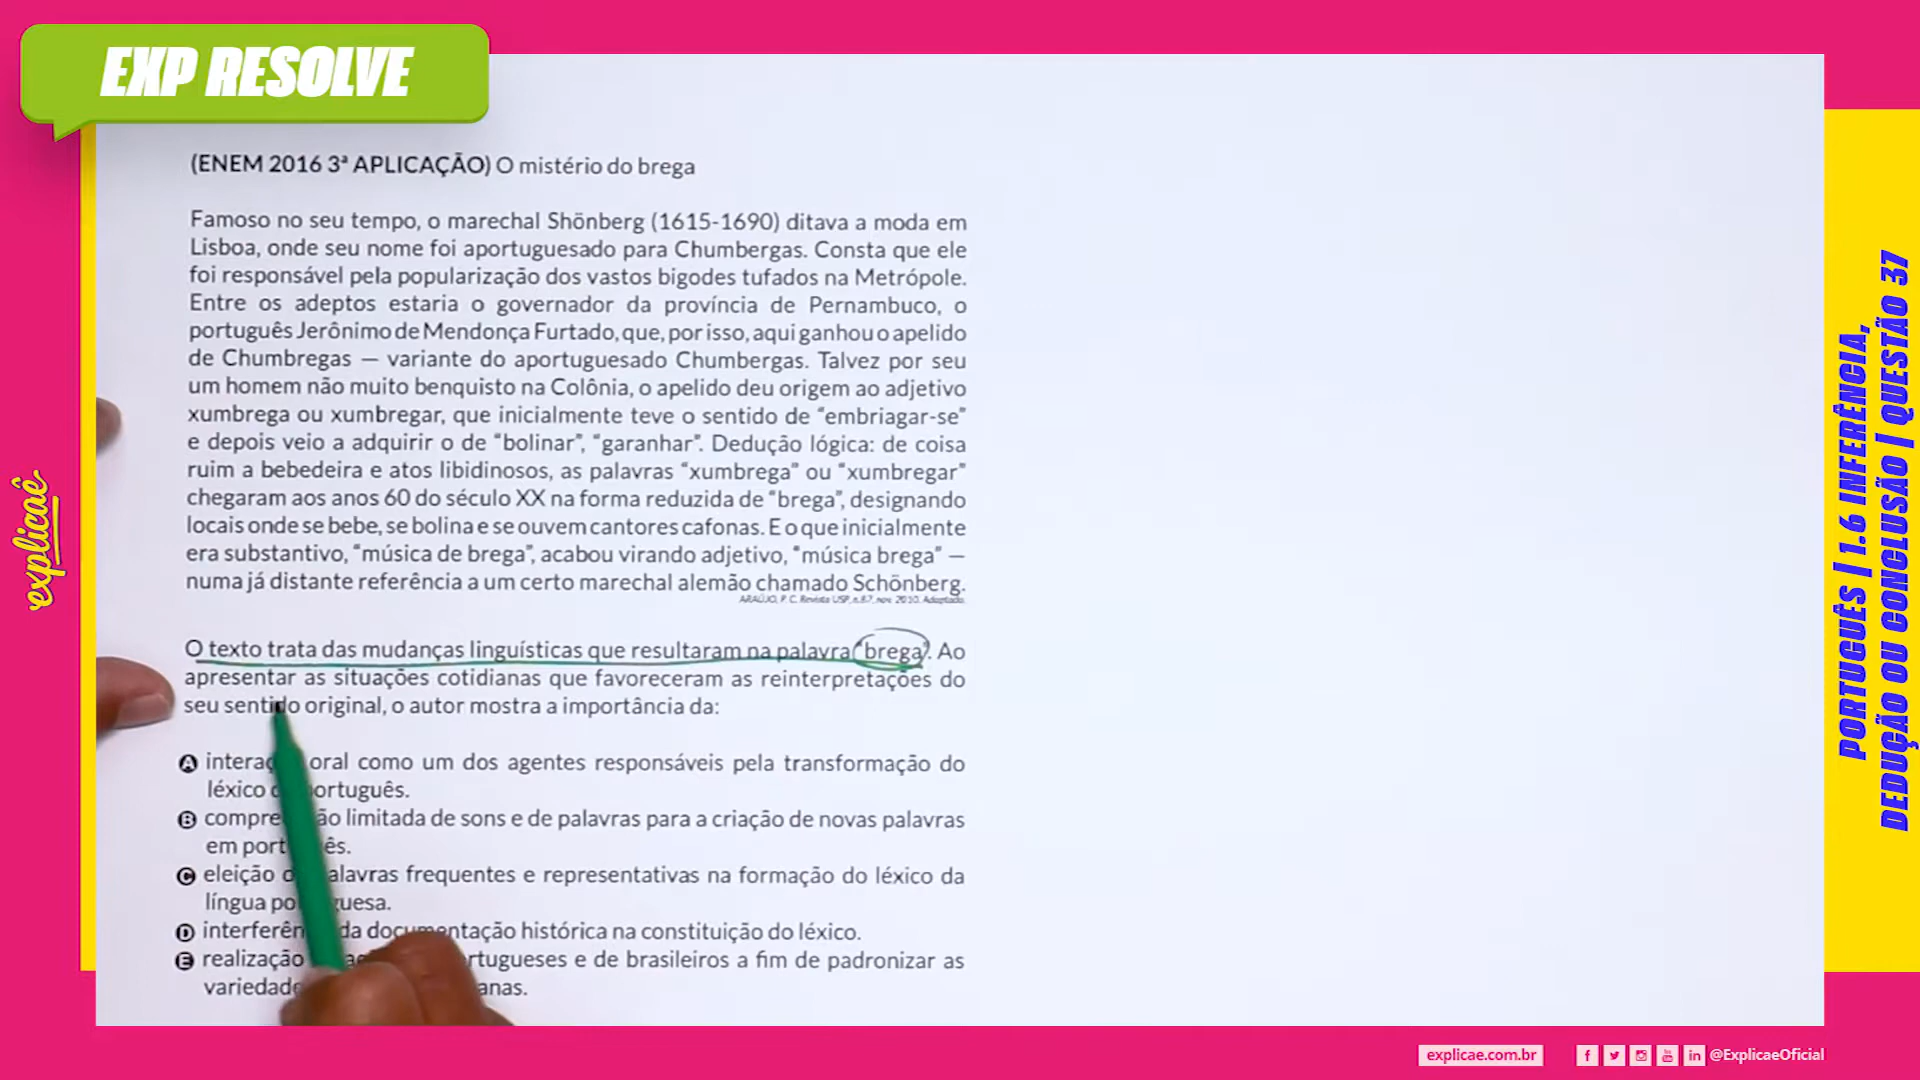 EXP RESOLVE
(ENEM 2016 3ª APLICAÇÃO) O mistério do brega
Famoso no seu tempo, o marechal Shönberg (1615-1690) ditava a moda em
Lisboa, onde seu nome foi aportuguesado para Chumbergas. Consta que ele
foi responsável pela popularização dos vastos bigodes tufados na Metrópole.
Entre os adeptos estaria o governador da província de Pernambuco, o
português Jerônimo de Mendonça Furtado, que, por isso, aqui ganhou o apelido
de Chumbregas — variante do aportuguesado Chumbergas. Talvez por seu
um homem não muito benquisto na Colônia, o apelido deu origem ao adjetivo
xumbrega ou xumbregar, que inicialmente teve o sentido de “embriagar-se”
e depois veio a adquirir o de “bolinar”, “garanhar”. Dedução lógica: de coisa
ruim a bebedeira e atos libidinosos, as palavras “xumbrega” ou “xumbregar”
chegaram aos anos 60 do século XX na forma reduzida de “brega”, designando
locais onde se bebe, se bolina e se ouvem cantores cafonas. E o que inicialmente
era substantivo, “música de brega”, acabou virando adjetivo, “música brega” —
numa já distante referência a um certo marechal alemão chamado Schönberg.
ARAÚJO, P. C. Revista USP, n.87, nov. 2010. Adaptado.
O texto trata das mudanças linguísticas que resultaram na palavra “brega”. Ao
apresentar as situações cotidianas que favoreceram as reinterpretações do
seu sentido original, o autor mostra a importância da:
A interação oral como um dos agentes responsáveis pela transformação do
léxico do português.
B compreensão limitada de sons e de palavras para a criação de novas palavras
em português.
C eleição de palavras frequentes e representativas na formação do léxico da
língua portuguesa.
D interferência da documentação histórica na constituição do léxico.
E realização portugueses e de brasileiros a fim de padronizar as
explicaê
PORTUGUÊS | 1.6 INFERÊNCIA,
DEDUÇÃO OU CONCLUSÃO | QUESTÃO 37
explicae.com.br
@ExplicaeOficial